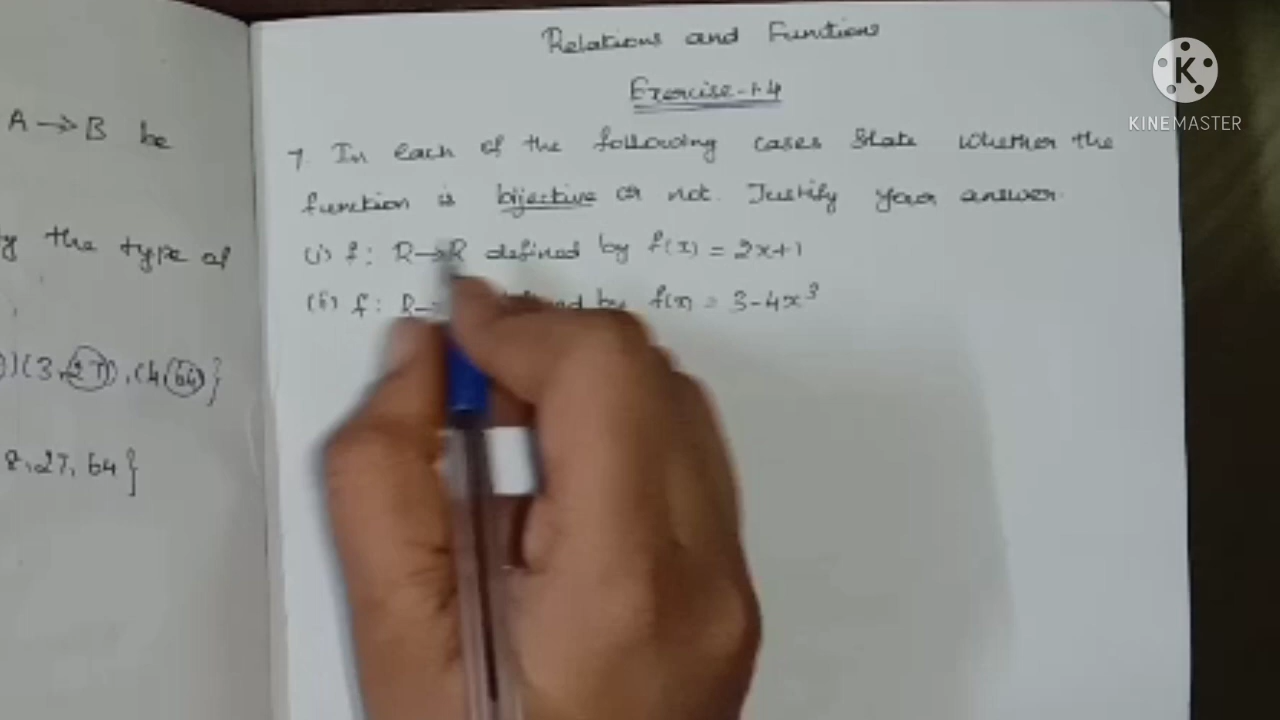 Relations and Functions
Exercise-1.4
A → B be
7. In each of the following cases state whether the
function is bijective or not. Justify your answer.
g the type of
(i) f: R→R defined by f(x) = 2x+1
(ii) f: R→ by f(x) = 3-4x³
)(3,27),(4,64)}
8,27,64}
KINEMASTER